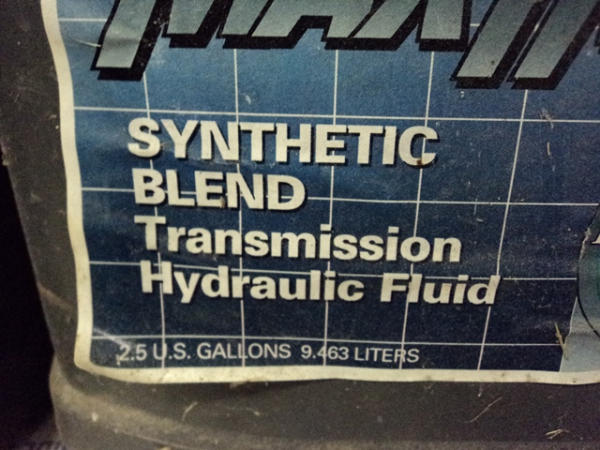 SYNTHETIC
BLEND
Transmission
Hydraulic Fluid
2.5 U.S. GALLONS 9.463 LITERS